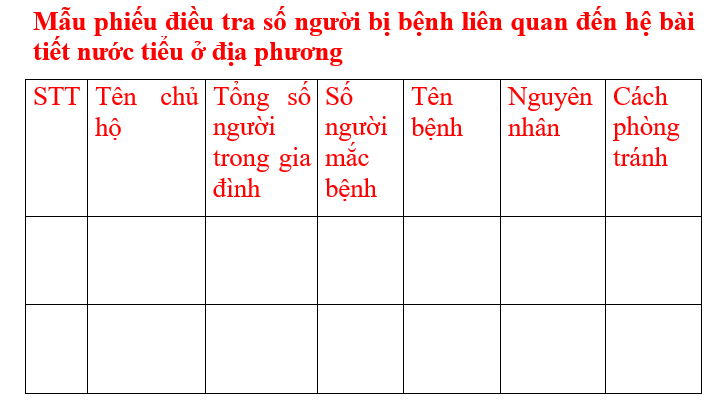 Mẫu phiếu điều tra số người bị bệnh liên quan đến hệ bài
tiết nước tiểu ở địa phương
STT
Tên chủ
hộ
Tổng số
người
trong gia
đình
Số
người
mắc
bệnh
Tên
bệnh
Nguyên
nhân
Cách
phòng
tránh